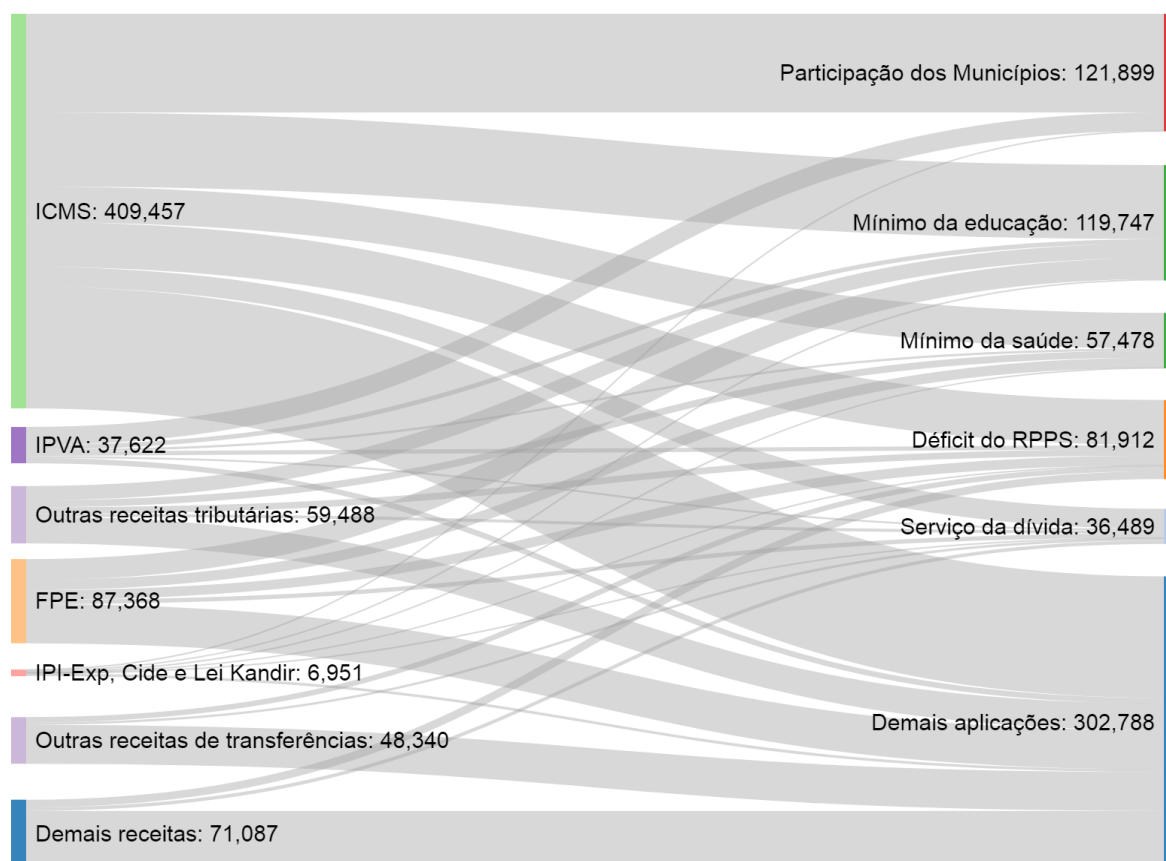 ICMS: 409,457
IPVA: 37,622
Outras receitas tributárias: 59,488
FPE: 87,368
IPI-Exp, Cide e Lei Kandir: 6,951
Outras receitas de transferências: 48,340
Demais receitas: 71,087
Participação dos Municípios: 121,899
Mínimo da educação: 119,747
Mínimo da saúde: 57,478
Déficit do RPPS: 81,912
Serviço da dívida: 36,489
Demais aplicações: 302,788